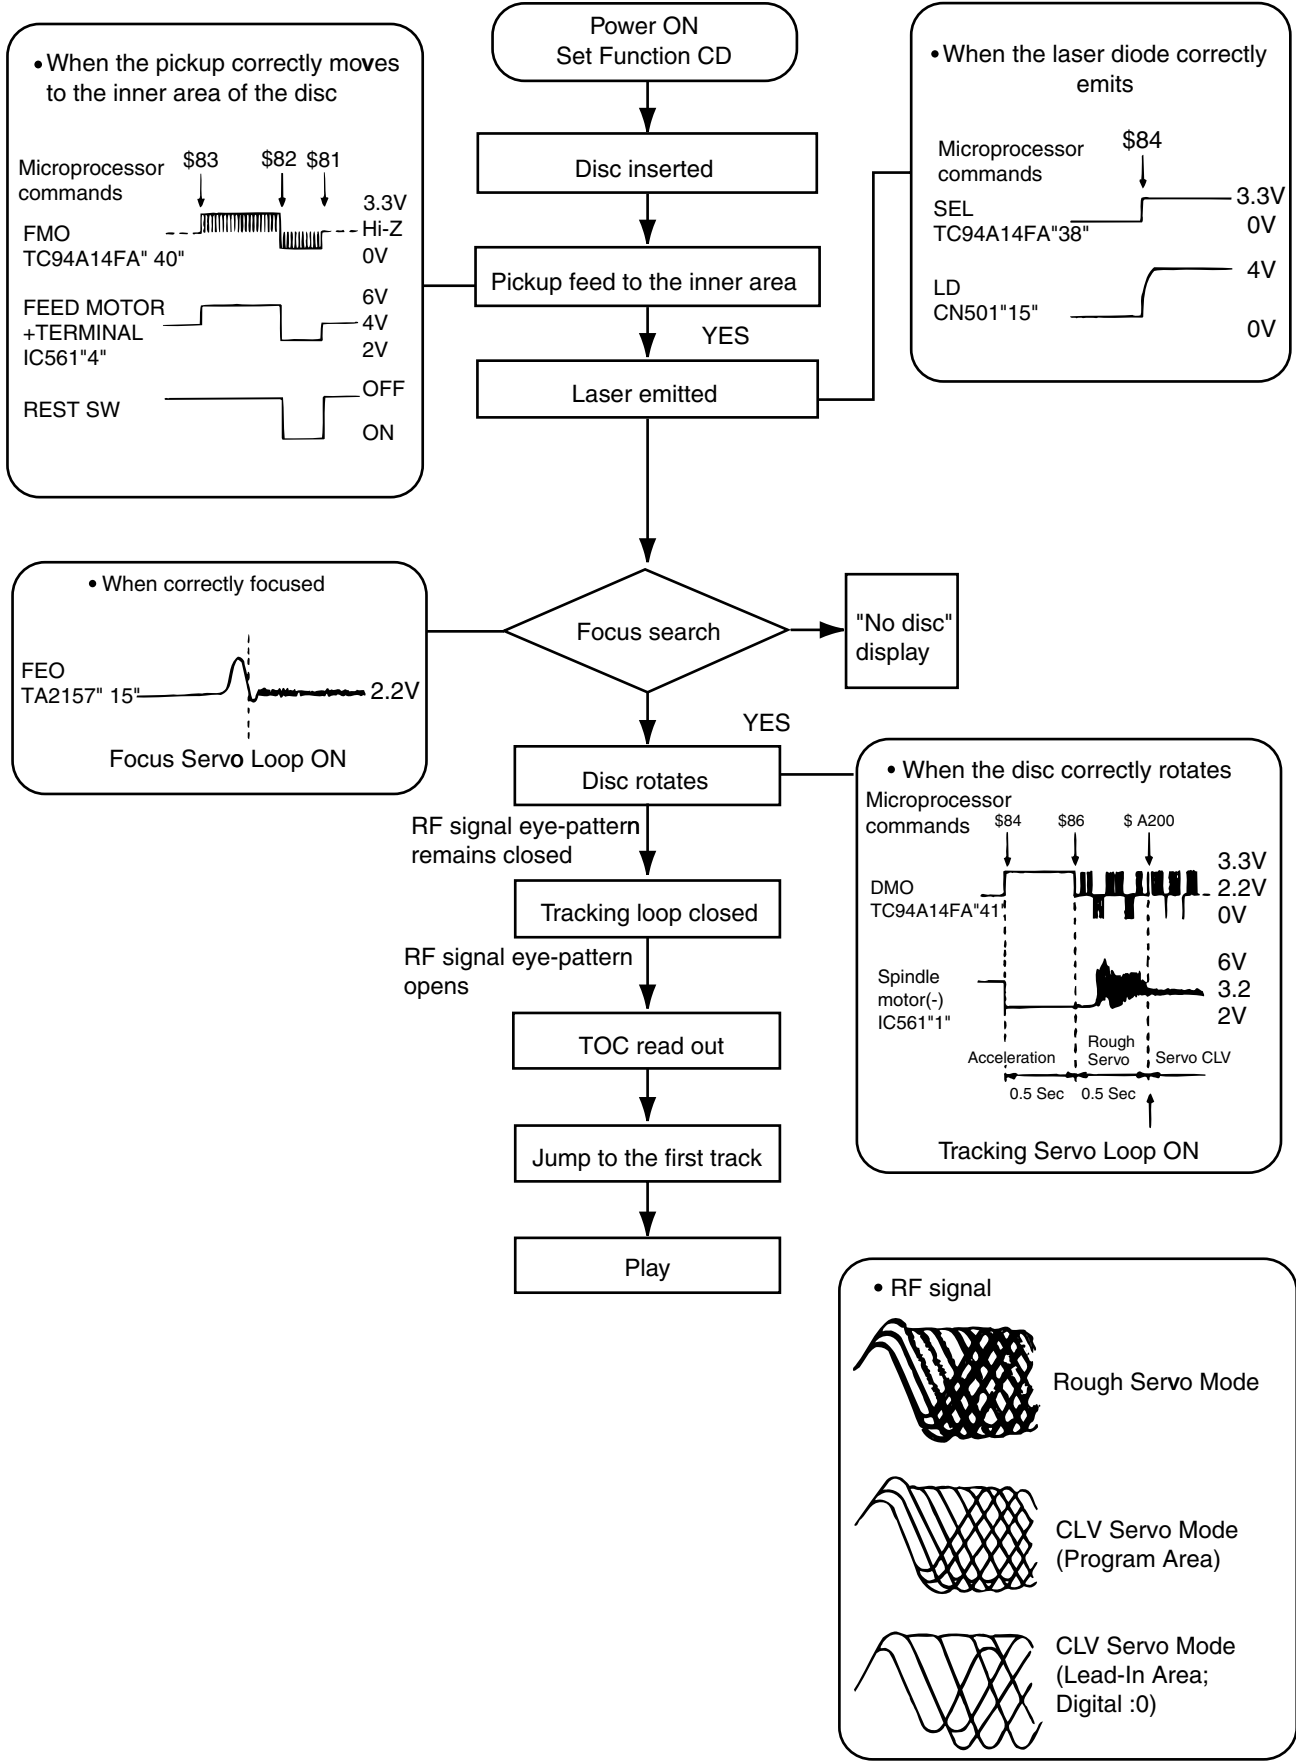 Power ON
Set Function CD
• When the pickup correctly moves
to the inner area of the disc
Microprocessor
commands
$83
$82
$81
FMO
TC94A14FA" 40"
3.3V
Hi-Z
0V
FEED MOTOR
+TERMINAL
IC561"4"
6V
4V
2V
REST SW
OFF
ON
• When the laser diode correctly
emits
Microprocessor
commands
$84
SEL
TC94A14FA"38"
3.3V
0V
LD
CN501"15"
4V
0V
Disc inserted
Pickup feed to the inner area
YES
Laser emitted
• When correctly focused
FEO
TA2157" 15"
2.2V
Focus Servo Loop ON
Focus search
"No disc"
display
YES
Disc rotates
RF signal eye-pattern
remains closed
Tracking loop closed
RF signal eye-pattern
opens
TOC read out
Jump to the first track
Play
• When the disc correctly rotates
Microprocessor
commands
$84
$86
$ A200
DMO
TC94A14FA"41"
3.3V
2.2V
0V
Spindle
motor(-)
IC561"1"
6V
3.2
2V
Acceleration
Rough
Servo
Servo CLV
0.5 Sec
0.5 Sec
Tracking Servo Loop ON
• RF signal
Rough Servo Mode
CLV Servo Mode
(Program Area)
CLV Servo Mode
(Lead-In Area;
Digital :0)